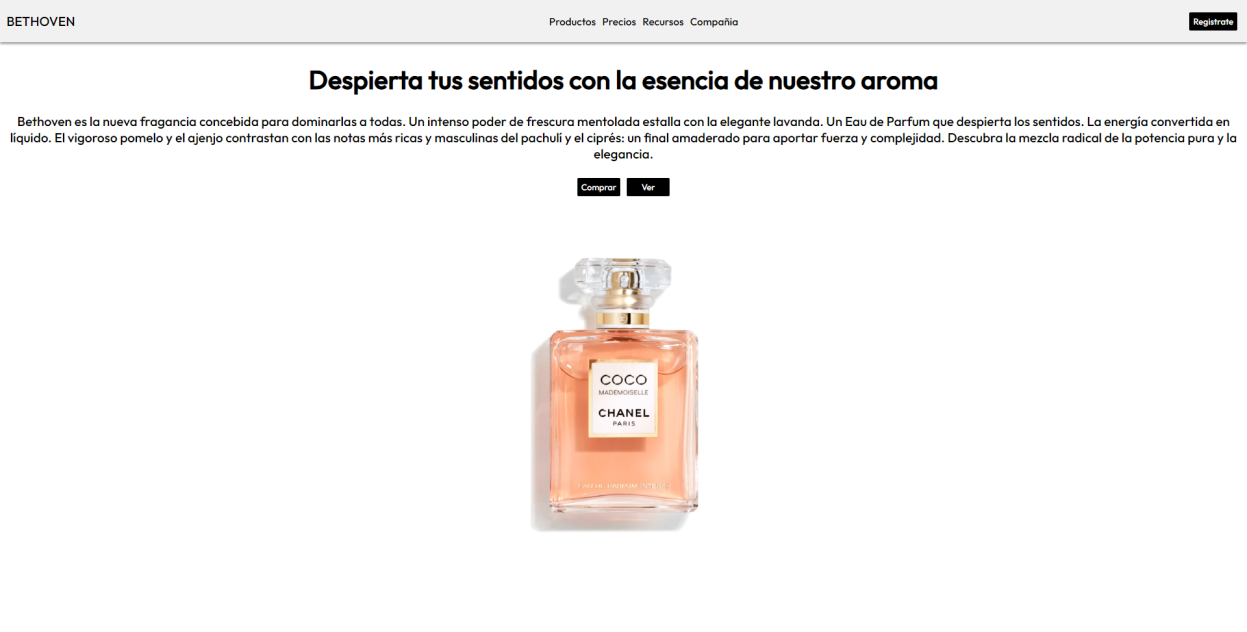 BETHOVEN
Productos Precios Recursos Compañia
Registrate
Despierta tus sentidos con la esencia de nuestro aroma
Bethoven es la nueva fragancia concebida para dominarlas a todas. Un intenso poder de frescura mentolada estalla con la elegante lavanda. Un Eau de Parfum que despierta los sentidos. La energía convertida en
líquido. El vigoroso pomelo y el ajenjo contrastan con las notas más ricas y masculinas del pachulí y el ciprés: un final amaderado para aportar fuerza y complejidad. Descubra la mezcla radical de la potencia pura y la
elegancia.
Comprar Ver
COCO
MADEMOISELLE
CHANEL
PARIS